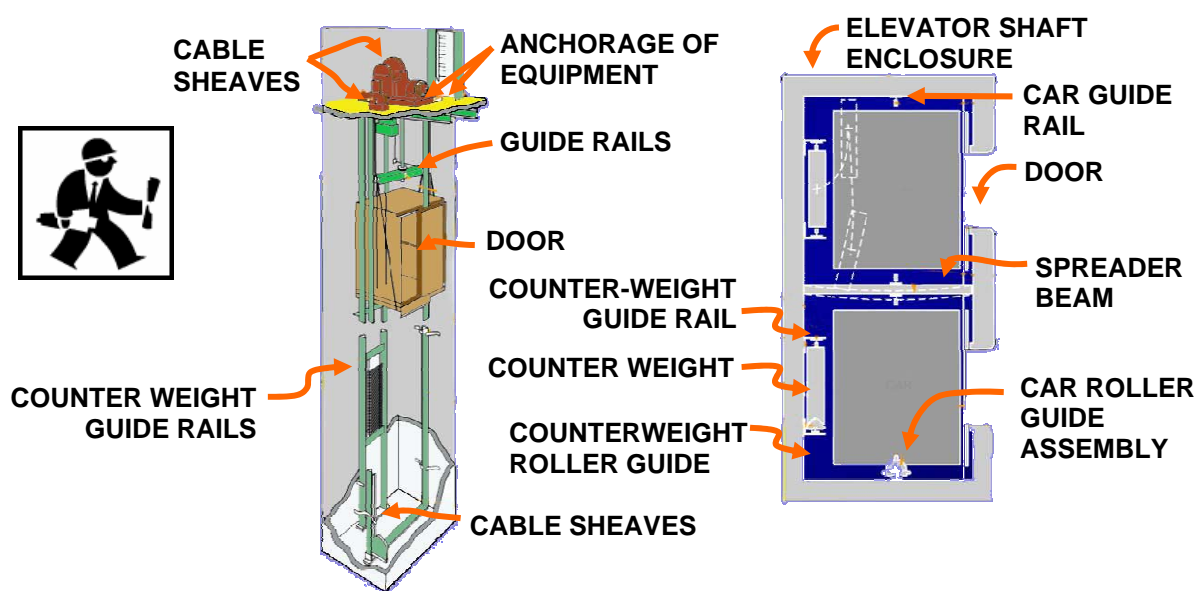 CABLE
SHEAVES
ANCHORAGE OF
EQUIPMENT
GUIDE RAILS
DOOR
COUNTER WEIGHT
GUIDE RAILS
CABLE SHEAVES
ELEVATOR SHAFT
ENCLOSURE
CAR GUIDE
RAIL
DOOR
SPREADER
BEAM
COUNTER-WEIGHT
GUIDE RAIL
COUNTER WEIGHT
COUNTERWEIGHT
ROLLER GUIDE
CAR ROLLER
GUIDE
ASSEMBLY